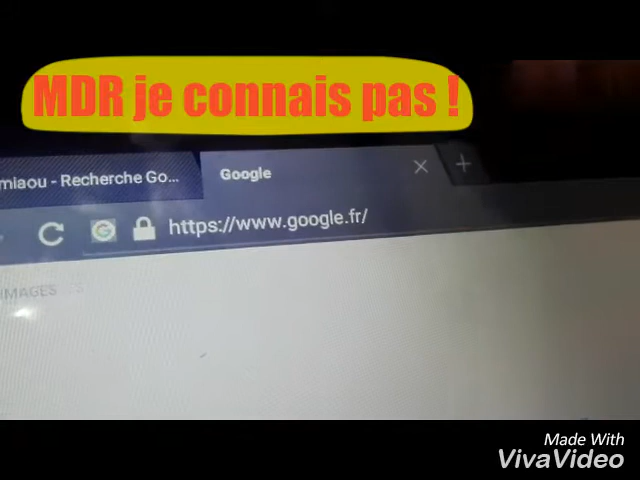 MDR je connais pas !
miaou - Recherche Go...
Google
https://www.google.fr/
IMAGES
Made With
VivaVideo